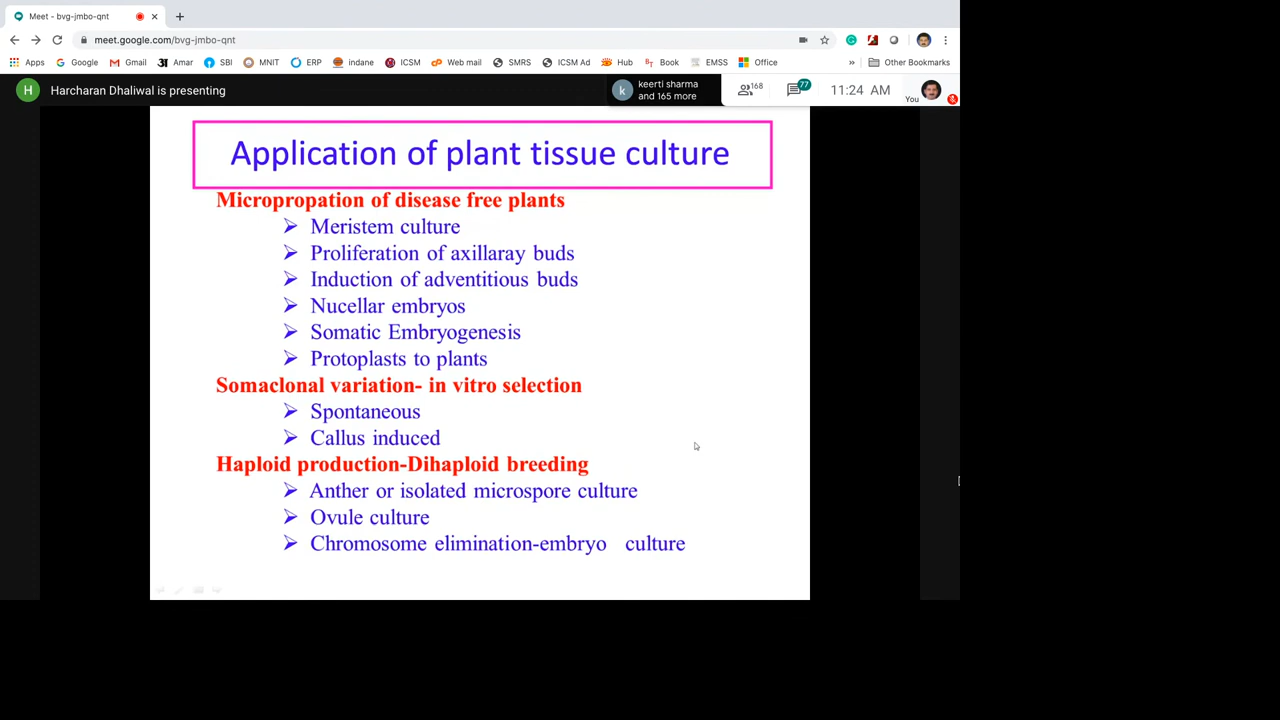 Meet - bvg-jmbo-qnt
meet.google.com/bvg-jmbo-qnt
Apps Google Gmail Amar SBI MNIT ERP indane ICSM Web mail SMRS ICSM Ad Hub Book EMSS Office » Other Bookmarks
H Harcharan Dhaliwal is presenting
k keerti sharma and 165 more
168 77 11:24 AM You
Application of plant tissue culture
Micropropation of disease free plants
Meristem culture
Proliferation of axillaray buds
Induction of adventitious buds
Nucellar embryos
Somatic Embryogenesis
Protoplasts to plants
Somaclonal variation- in vitro selection
Spontaneous
Callus induced
Haploid production-Dihaploid breeding
Anther or isolated microspore culture
Ovule culture
Chromosome elimination-embryo culture